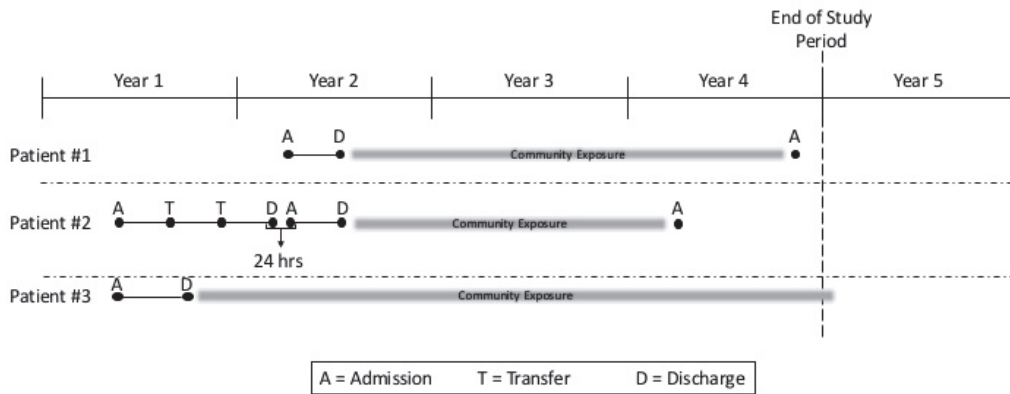 End of Study
Period
Year 1 Year 2 Year 3 Year 4 Year 5
A D A
Patient #1 Community Exposure
A T T D A D A
Patient #2 Community Exposure
24 hrs
A D
Patient #3 Community Exposure
A = Admission T = Transfer D = Discharge